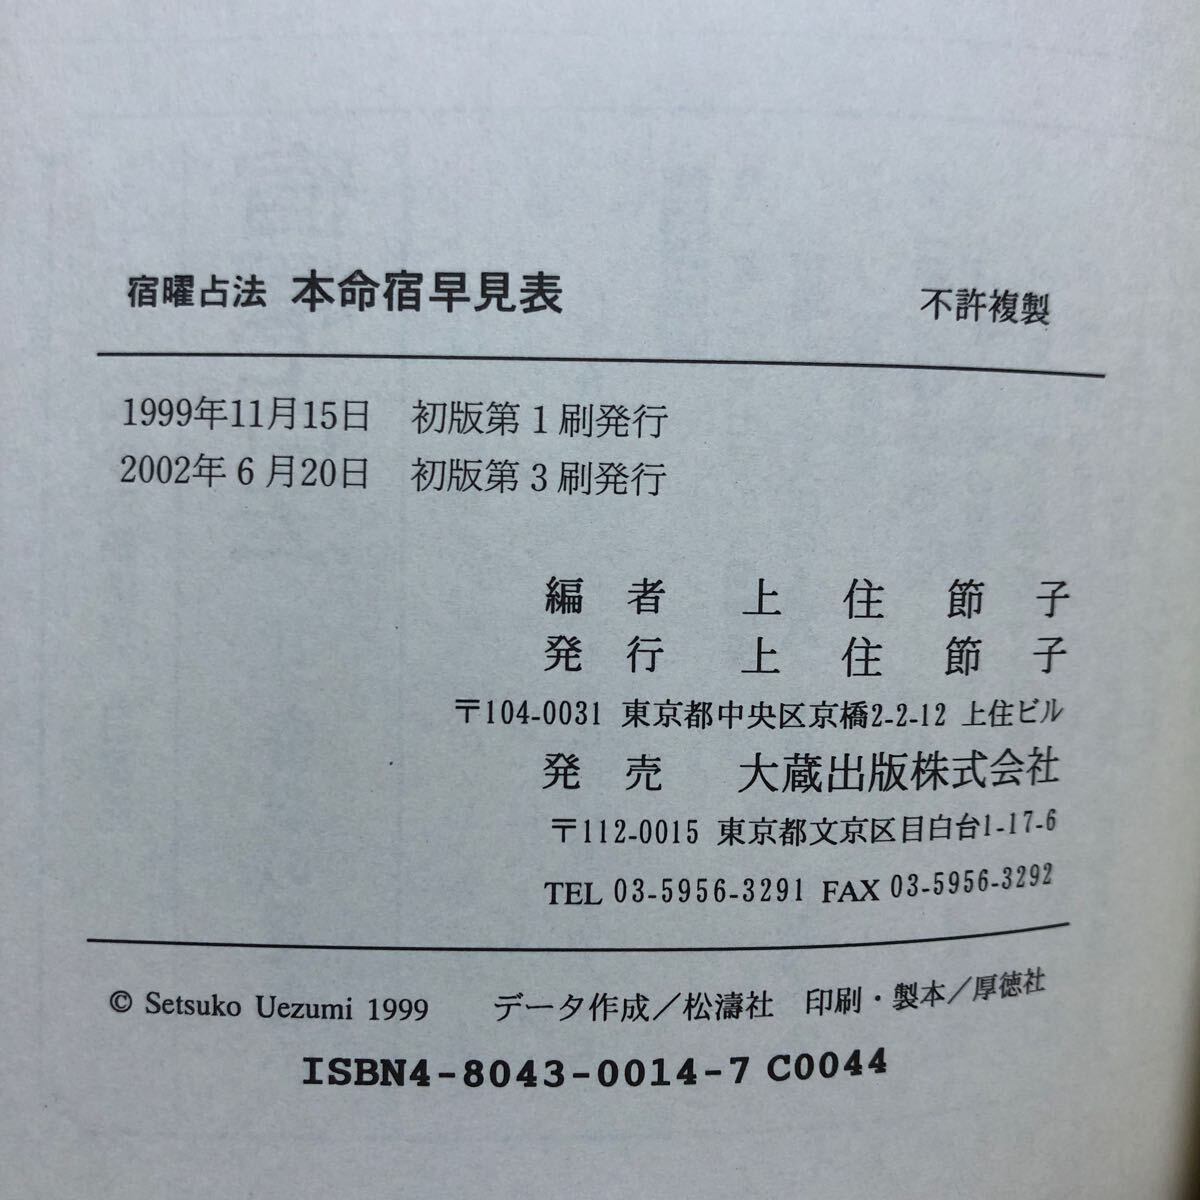 宿曜占法 本命宿早見表 不許複製
1999年11月15日 初版第1刷発行
2002年6月20日 初版第3刷発行
編者 上住節子
発行 上住節子
〒104-0031 東京都中央区京橋2-2-12 上住ビル
発売 大蔵出版株式会社
〒112-0015 東京都文京区目白台1-17-6
TEL 03-5956-3291 FAX 03-5956-3292
© Setsuko Uezumi 1999 データ作成／松濤社 印刷・製本／厚徳社
ISBN4-8043-0014-7 C0044